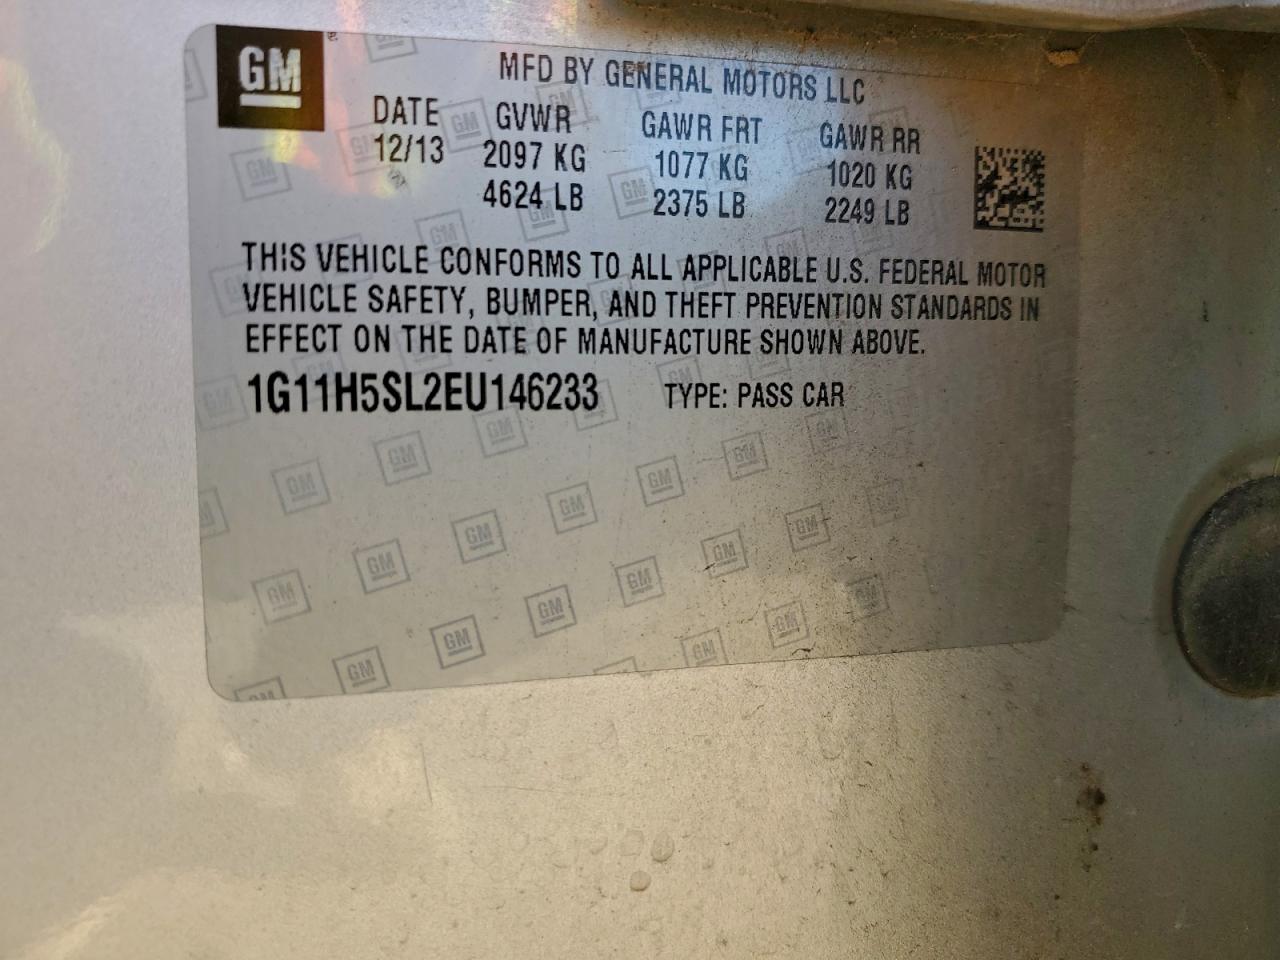 GM
MFD BY GENERAL MOTORS LLC
DATE GVWR GAWR FRT GAWR RR
12/13 2097 KG 1077 KG 1020 KG
4624 LB 2375 LB 2249 LB
THIS VEHICLE CONFORMS TO ALL APPLICABLE U.S. FEDERAL MOTOR
VEHICLE SAFETY, BUMPER, AND THEFT PREVENTION STANDARDS IN
EFFECT ON THE DATE OF MANUFACTURE SHOWN ABOVE.
1G11H5SL2EU146233 TYPE: PASS CAR